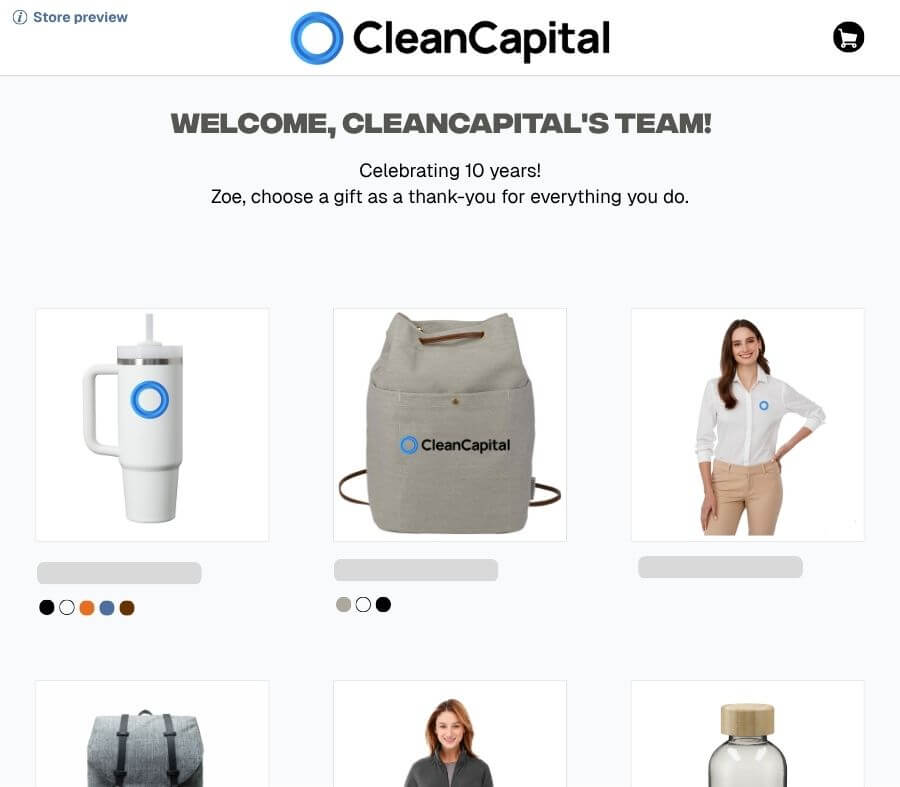 Store preview
CleanCapital
WELCOME, CLEANCAPITAL'S TEAM!
Celebrating 10 years!
Zoe, choose a gift as a thank-you for everything you do.
CleanCapital